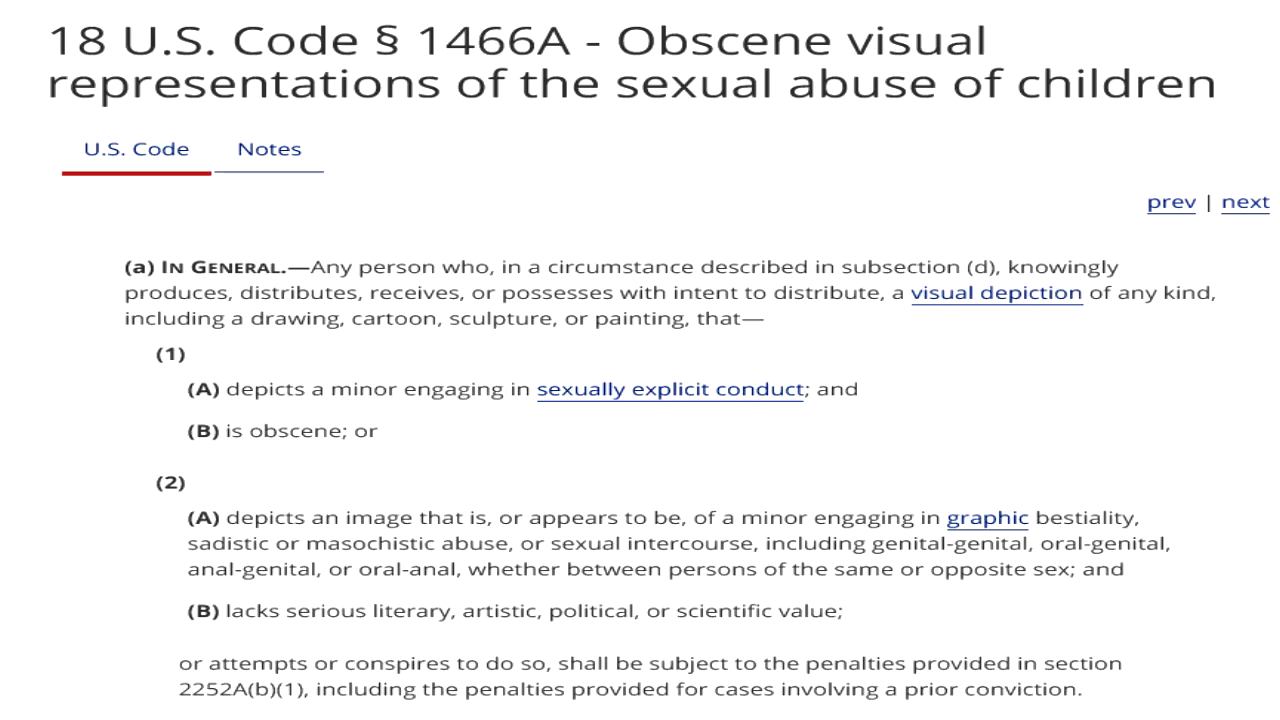 18 U.S. Code § 1466A - Obscene visual
representations of the sexual abuse of children
U.S. Code Notes
prev | next
(a) IN GENERAL.—Any person who, in a circumstance described in subsection (d), knowingly
produces, distributes, receives, or possesses with intent to distribute, a visual depiction of any kind,
including a drawing, cartoon, sculpture, or painting, that—
(1)
(A) depicts a minor engaging in sexually explicit conduct; and
(B) is obscene; or
(2)
(A) depicts an image that is, or appears to be, of a minor engaging in graphic bestiality,
sadistic or masochistic abuse, or sexual intercourse, including genital-genital, oral-genital,
anal-genital, or oral-anal, whether between persons of the same or opposite sex; and
(B) lacks serious literary, artistic, political, or scientific value;
or attempts or conspires to do so, shall be subject to the penalties provided in section
2252A(b)(1), including the penalties provided for cases involving a prior conviction.